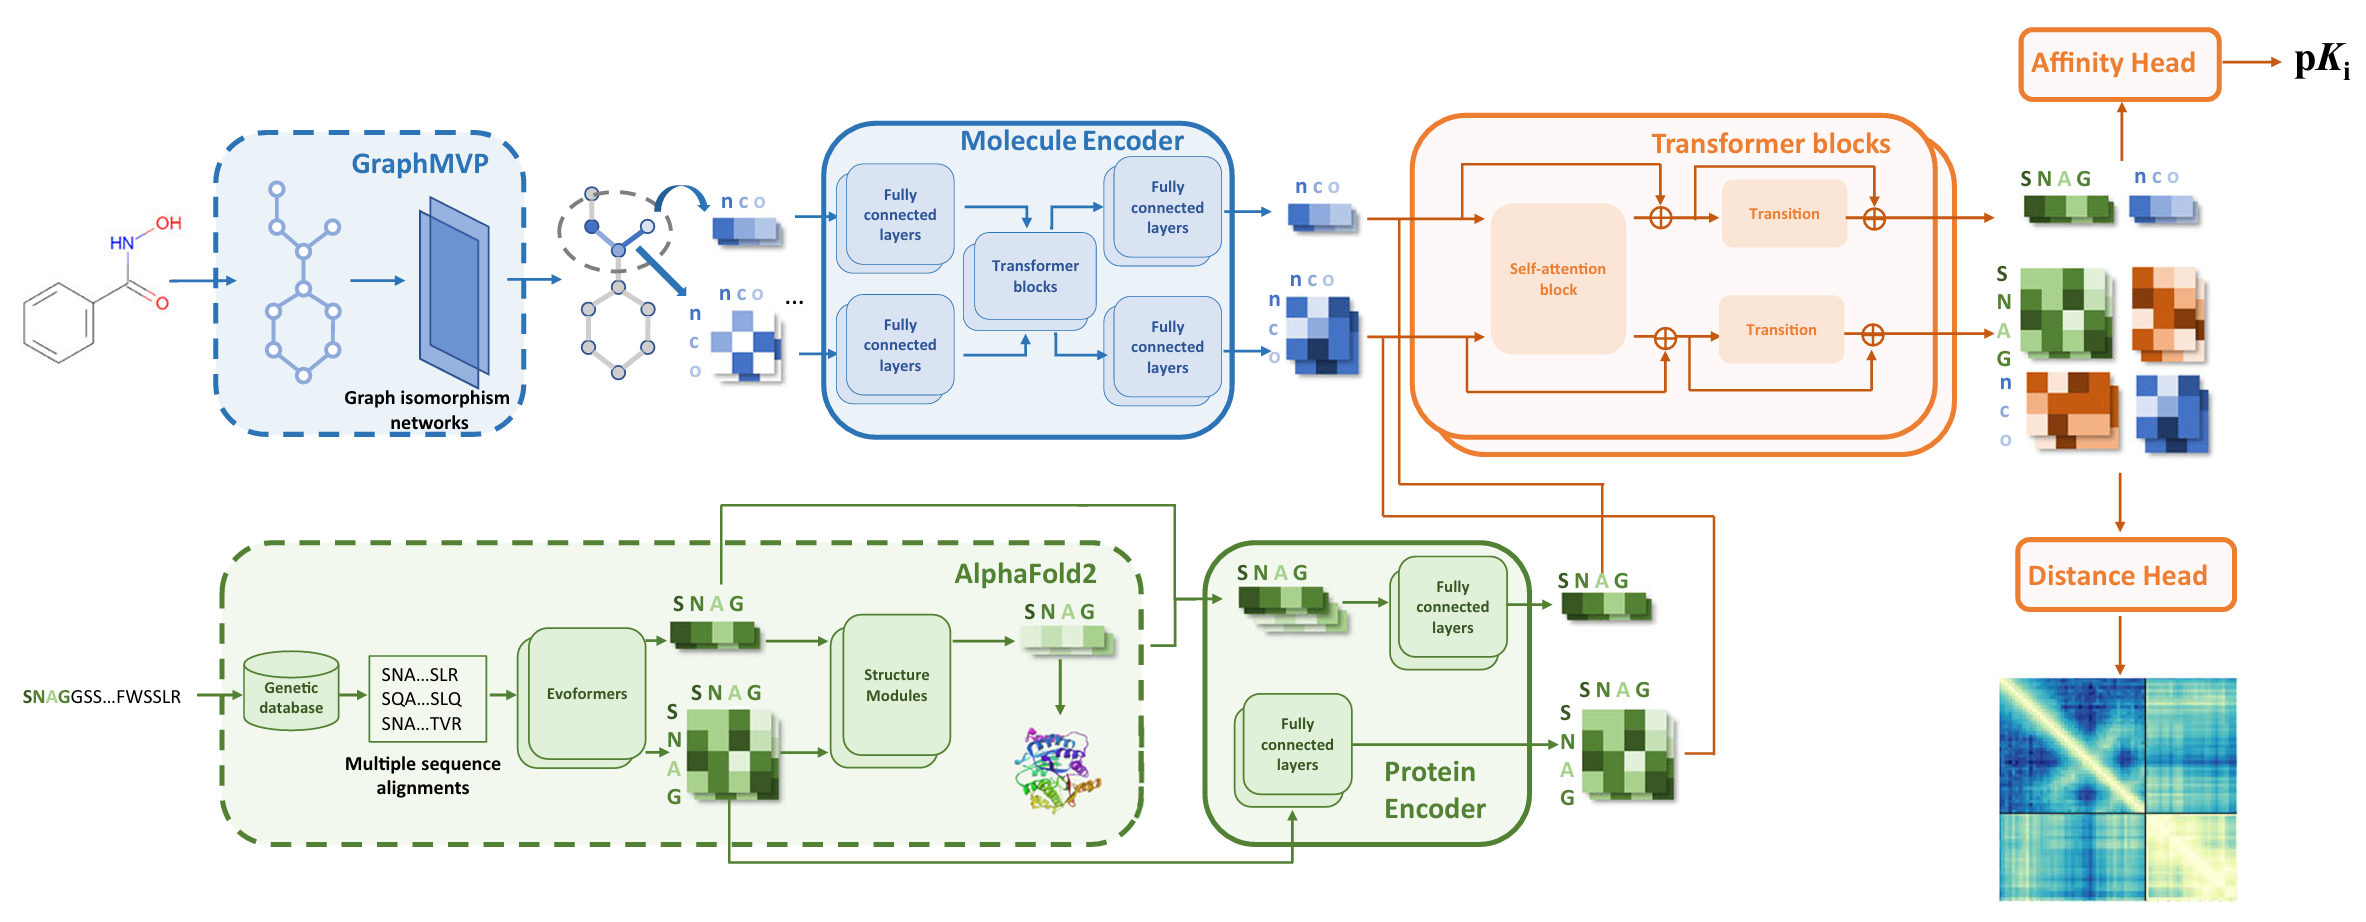 Affinity Head
pKi
GraphMVP
OH
HN
O
Graph isomorphism
networks
n c o
n c o
n
c
o
...
Molecule Encoder
Fully
connected
layers
Fully
connected
layers
Transformer
blocks
Fully
connected
layers
Fully
connected
layers
n c o
n c o
n
c
o
Transformer blocks
Self-attention
block
Transition
Transition
S N A G
n c o
S
N
A
G
n
c
o
Distance Head
AlphaFold2
SNAGGSS...FWSSLR
Genetic
database
SNA...SLR
SQA...SLQ
SNA...TVR
Multiple sequence
alignments
Evoformers
S N A G
S N A G
S
N
A
G
Structure
Modules
S N A G
Protein
Encoder
S N A G
Fully
connected
layers
Fully
connected
layers
S N A G
S N A G
S
N
A
G